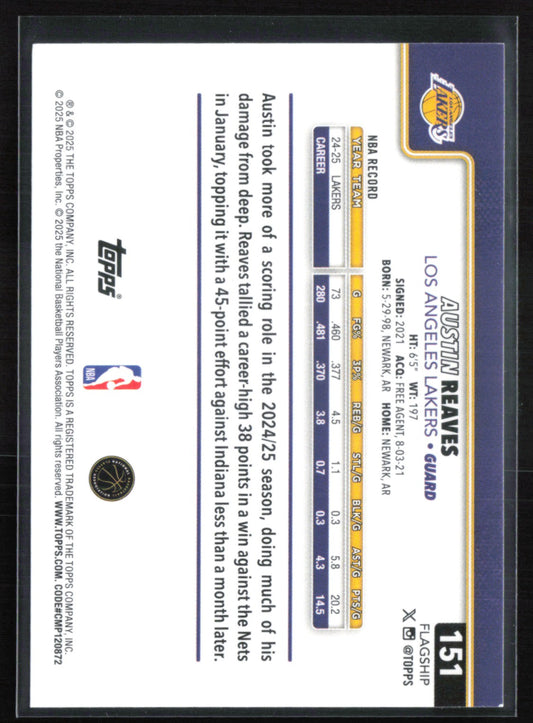 LOS ANGELES
LAKERS
AUSTIN REAVES
LOS ANGELES LAKERS • GUARD
HT: 6'5" WT: 197
SIGNED: 2021 ACQ: FREE AGENT, 8-03-21
BORN: 5-29-98, NEWARK, AR HOME: NEWARK, AR
151
FLAGSHIP
X @TOPPS
NBA RECORD
YEAR TEAM G FG% 3P% REB/G STL/G BLK/G AST/G PTS/G
24-25 LAKERS 73 .460 .377 4.5 1.1 0.3 5.8 20.2
CAREER 280 .481 .370 3.8 0.7 0.3 4.3 14.5
Austin took more of a scoring role in the 2024/25 season, doing much of his
damage from deep. Reaves tallied a career-high 38 points in a win against the Nets
in January, topping it with a 45-point effort against Indiana less than a month later.
topps®
NBA
® & © 2025 THE TOPPS COMPANY, INC. ALL RIGHTS RESERVED. TOPPS IS A REGISTERED TRADEMARK OF THE TOPPS COMPANY, INC.
© 2025 NBA Properties, Inc. © 2025 the National Basketball Players Association. All rights reserved. WWW.TOPPS.COM. CODE#CMP120872